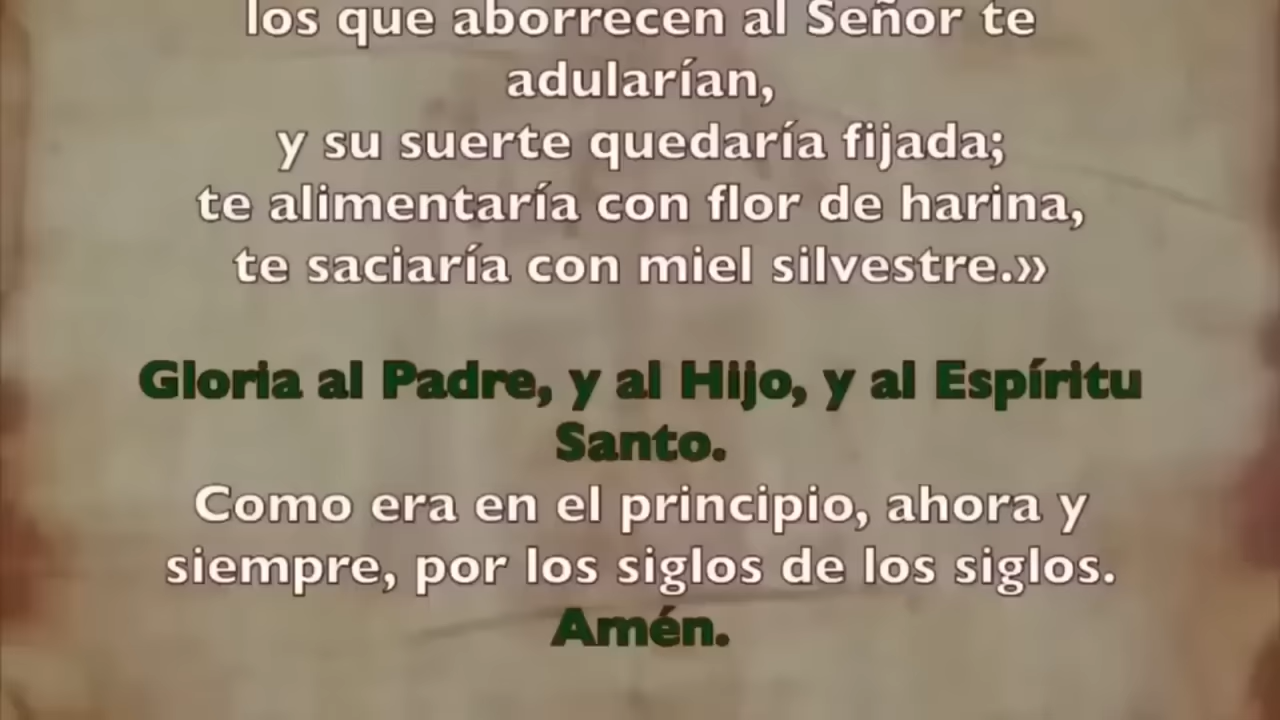 los que aborrecen al Señor te
adularían,
y su suerte quedaría fijada;
te alimentaría con flor de harina,
te saciaría con miel silvestre.»
Gloria al Padre, y al Hijo, y al Espíritu
Santo.
Como era en el principio, ahora y
siempre, por los siglos de los siglos.
Amén.